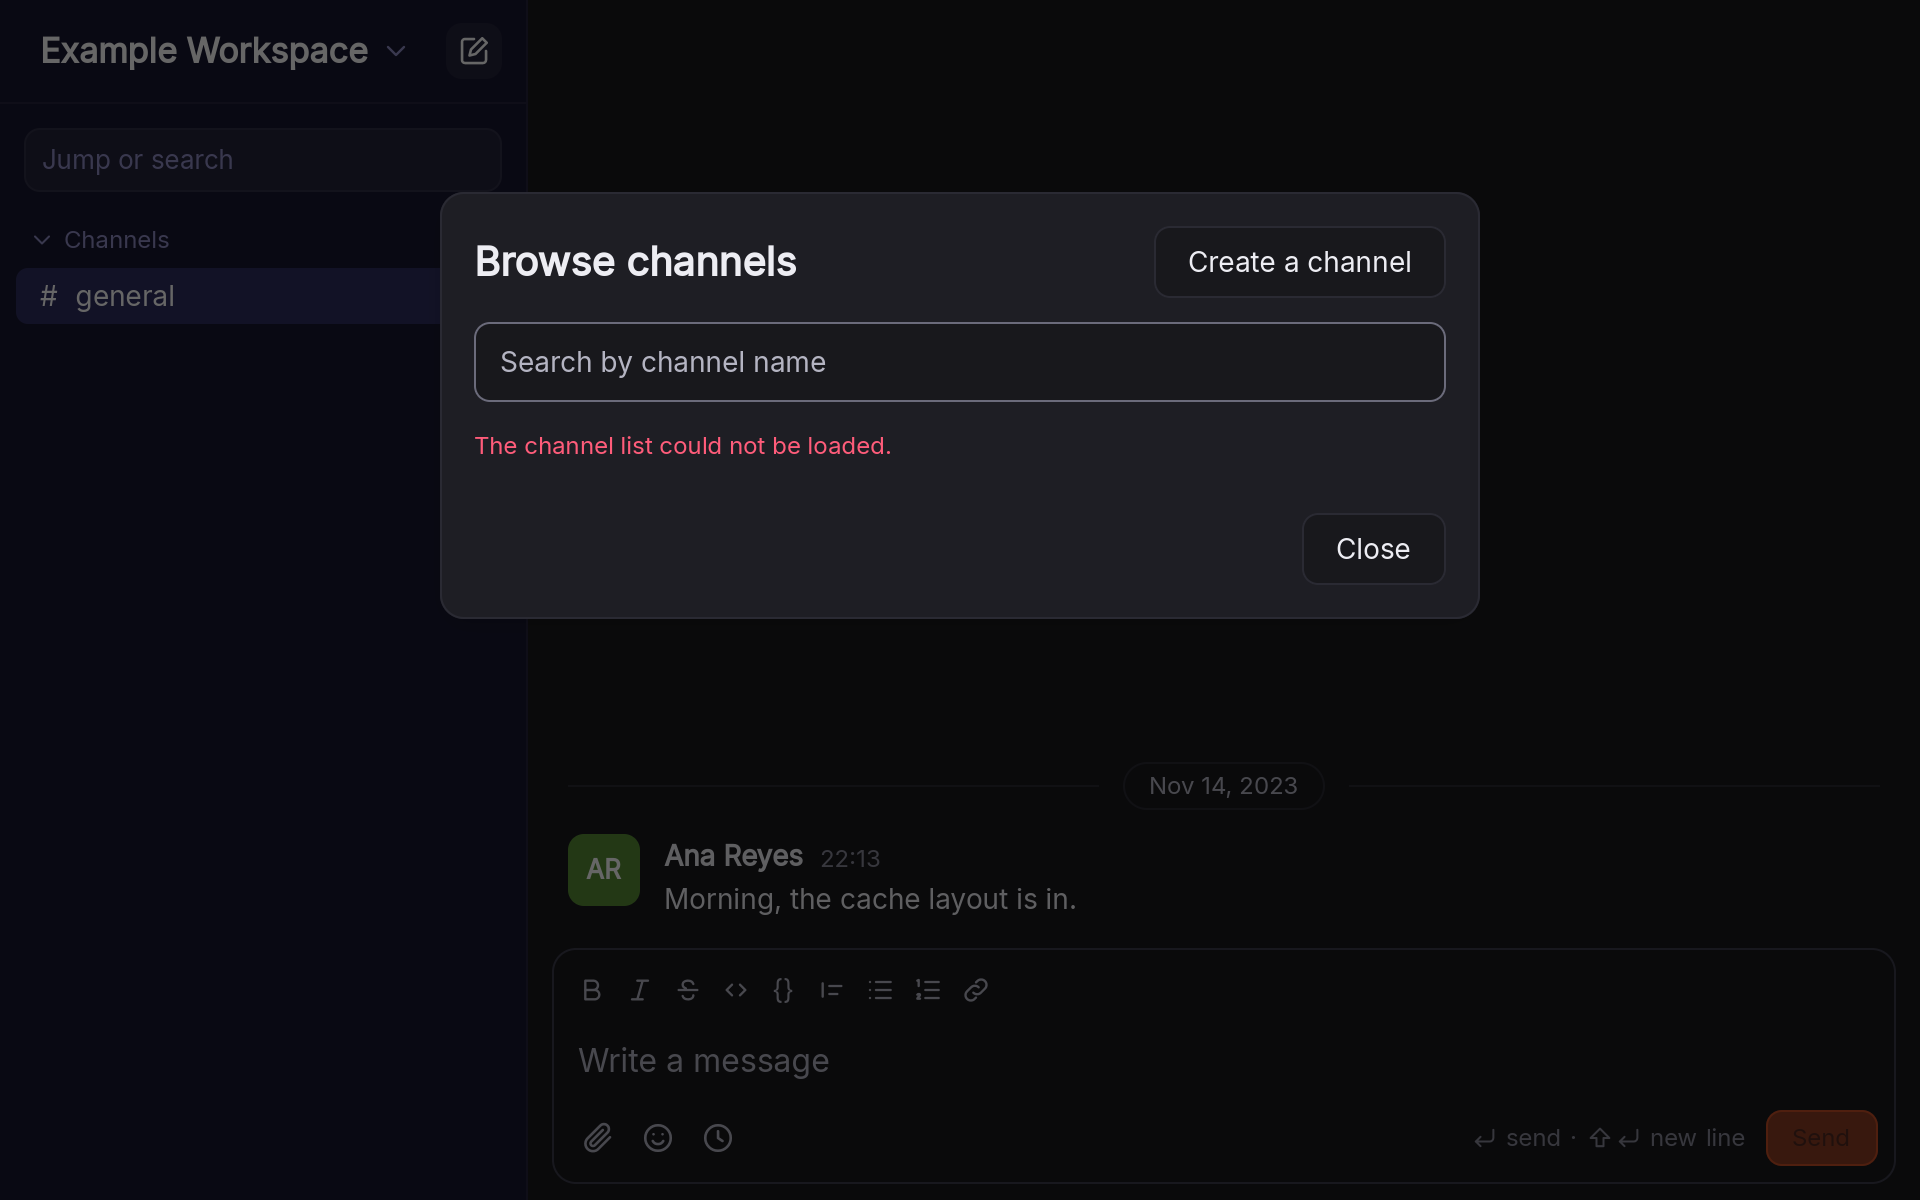 Example Workspace
Jump or search
Channels
# general
Browse channels
Create a channel
Search by channel name
The channel list could not be loaded.
Close
Nov 14, 2023
AR
Ana Reyes 22:13
Morning, the cache layout is in.
Write a message
send · new line
Send